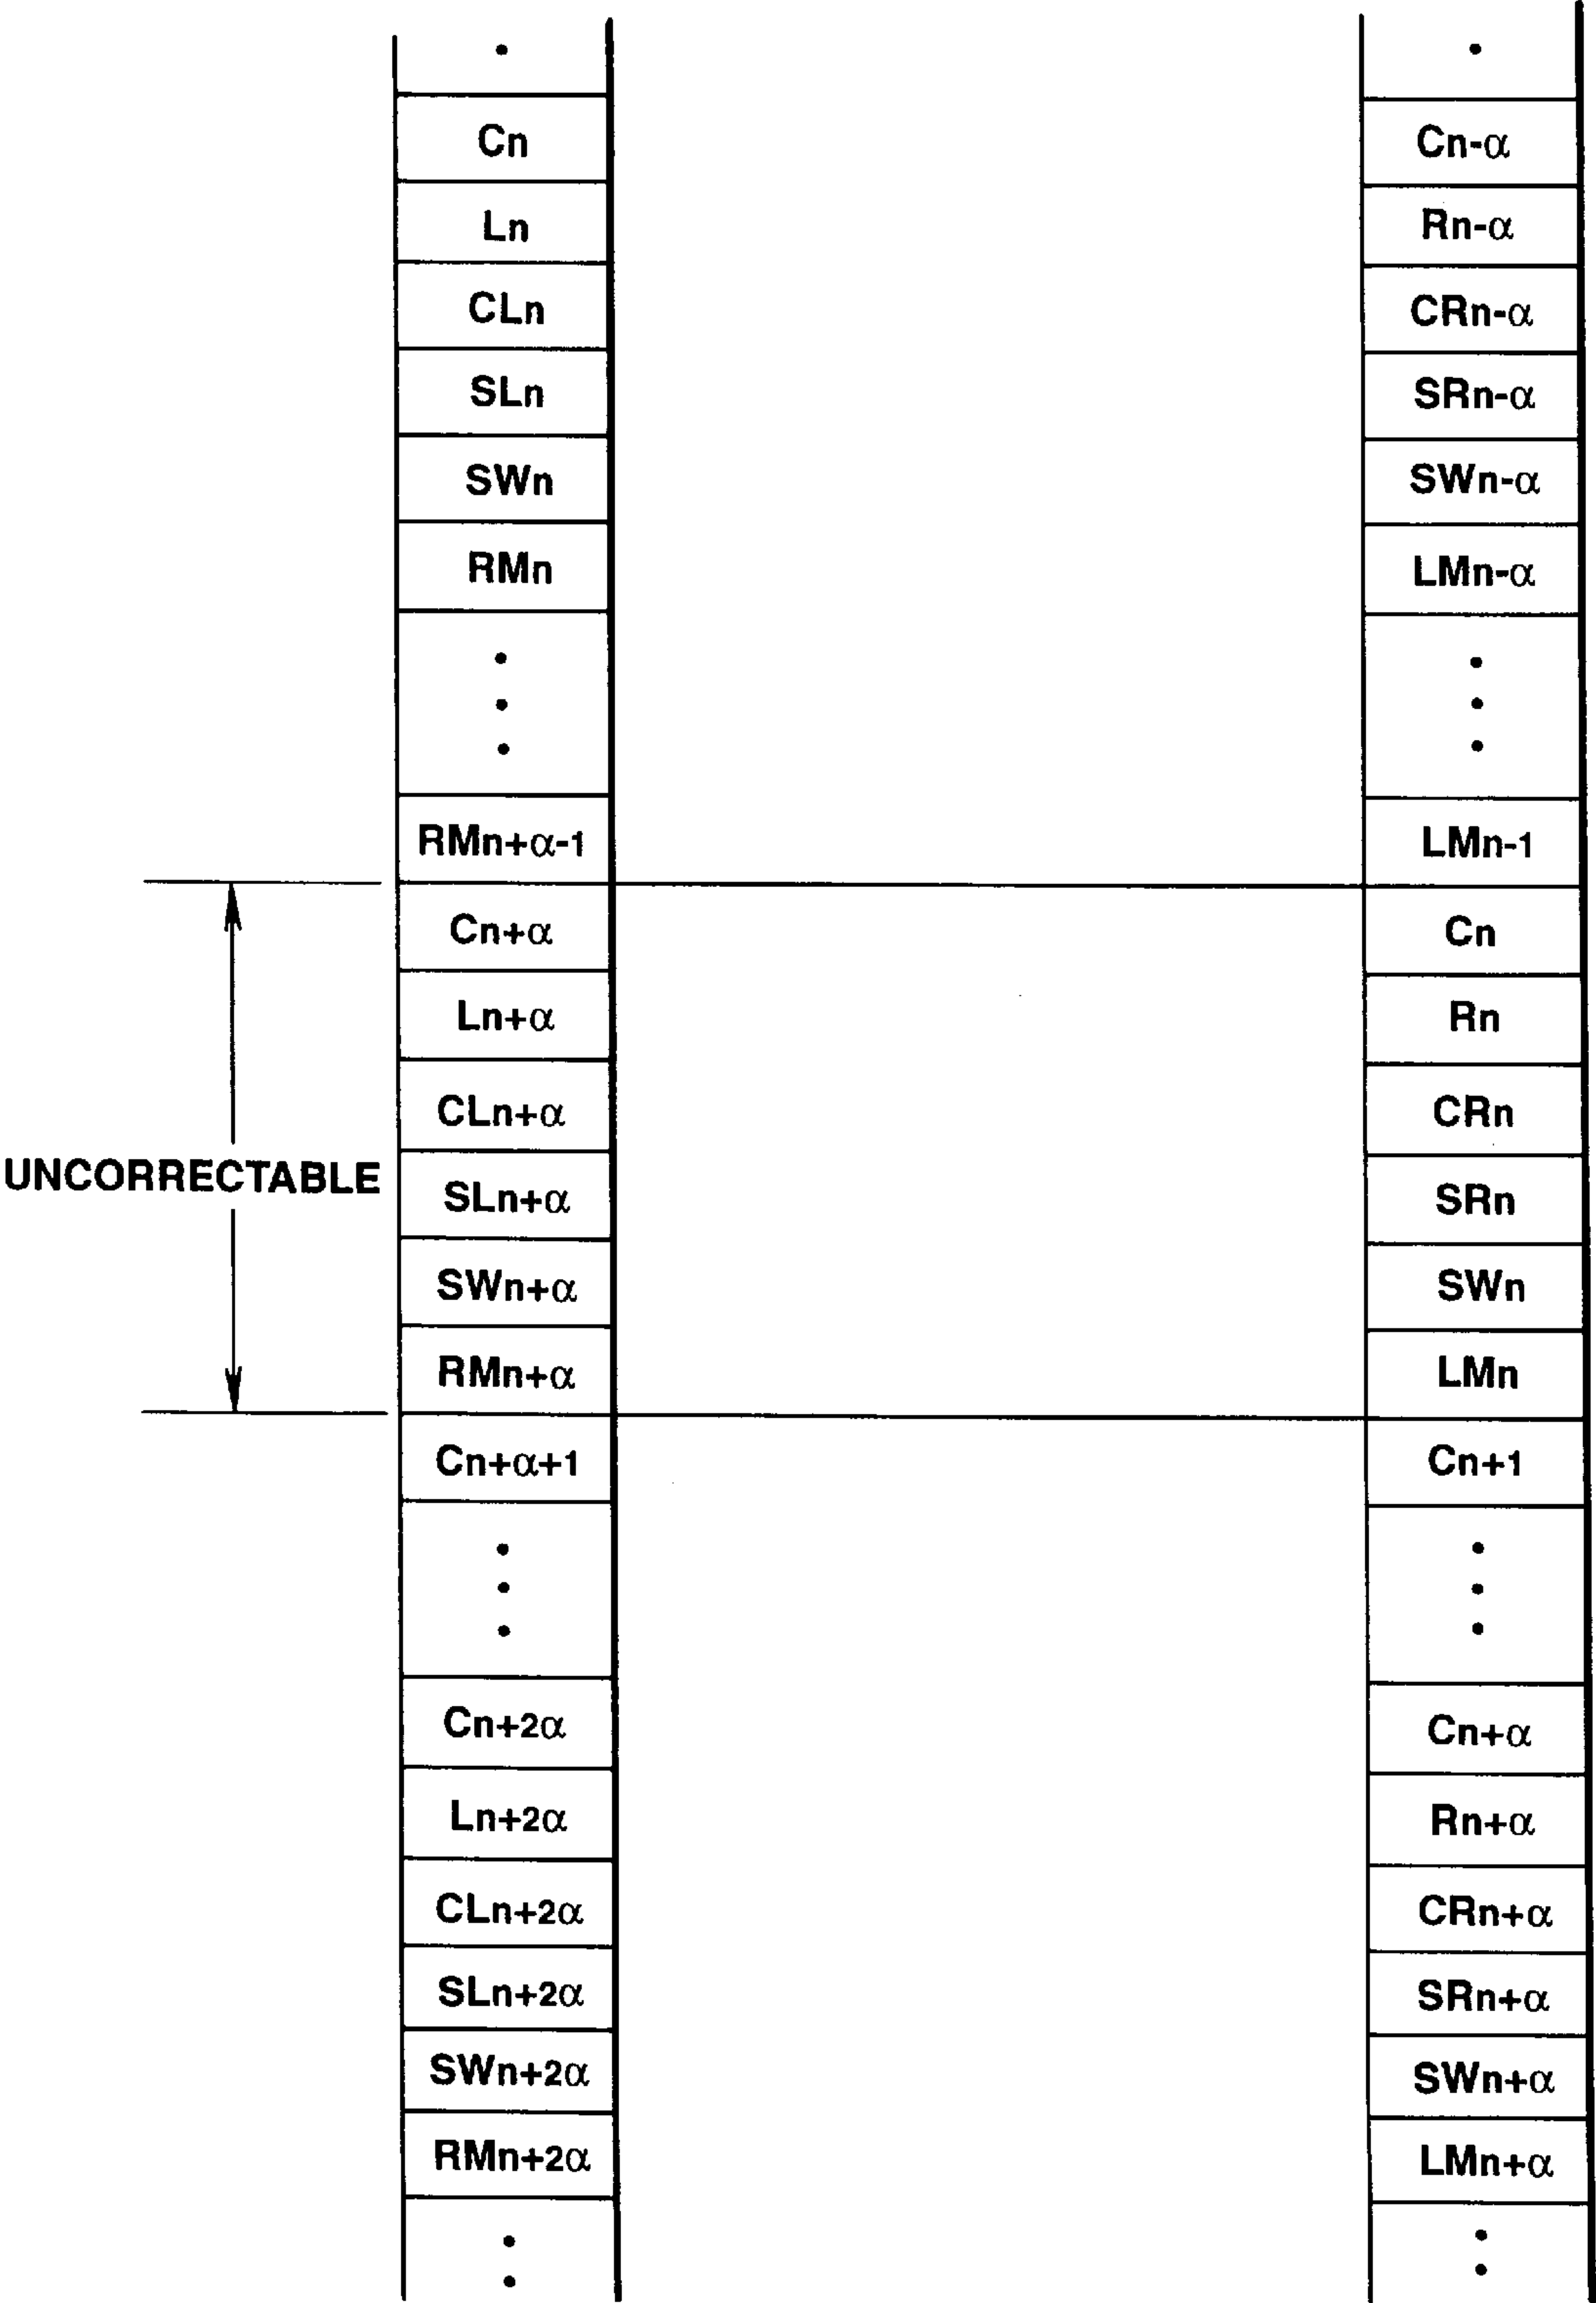 Cn
Ln
CLn
SLn
SWn
RMn
RMn+α-1
Cn+α
Ln+α
CLn+α
SLn+α
SWn+α
RMn+α
Cn+α+1
Cn+2α
Ln+2α
CLn+2α
SLn+2α
SWn+2α
RMn+2α
UNCORRECTABLE
Cn-α
Rn-α
CRn-α
SRn-α
SWn-α
LMn-α
LMn-1
Cn
Rn
CRn
SRn
SWn
LMn
Cn+1
Cn+α
Rn+α
CRn+α
SRn+α
SWn+α
LMn+α